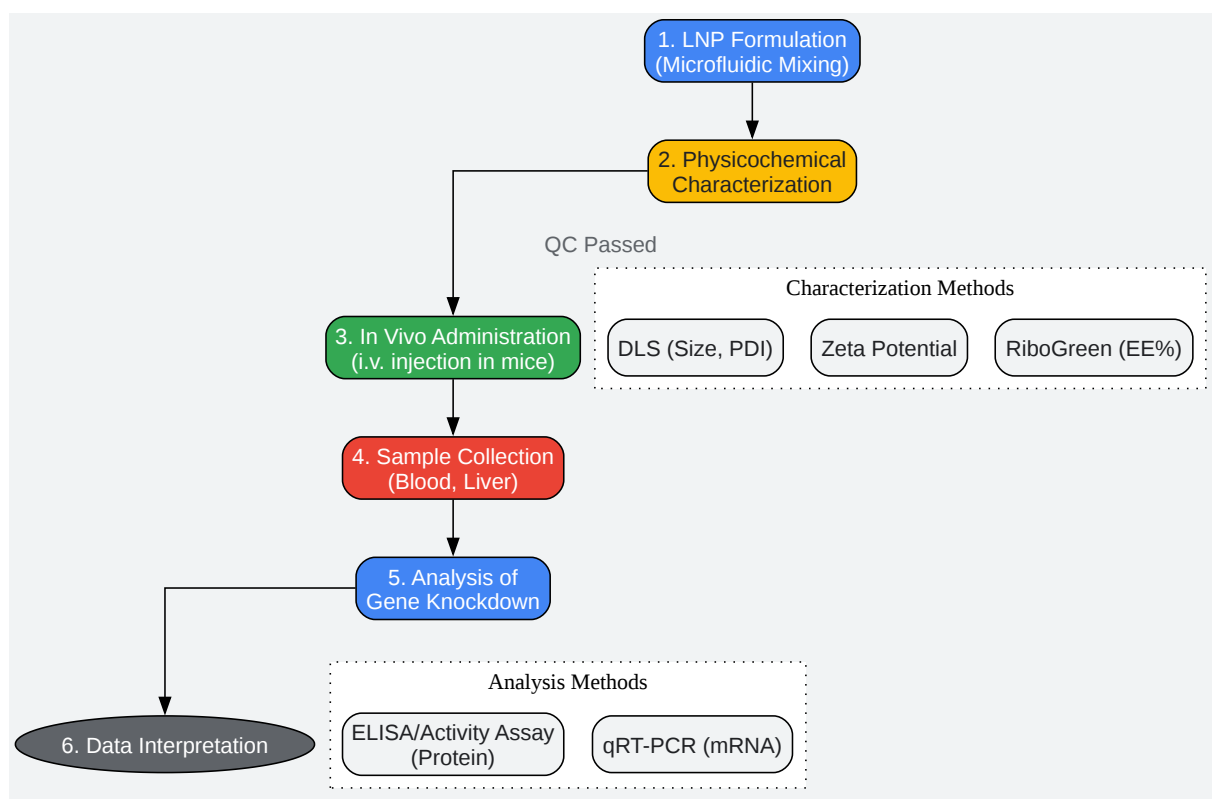 1. LNP Formulation
(Microfluidic Mixing)
2. Physicochemical
Characterization
QC Passed
Characterization Methods
DLS (Size, PDI)
Zeta Potential
RiboGreen (EE%)
3. In Vivo Administration
(i.v. injection in mice)
4. Sample Collection
(Blood, Liver)
5. Analysis of
Gene Knockdown
Analysis Methods
ELISA/Activity Assay
(Protein)
qRT-PCR (mRNA)
6. Data Interpretation